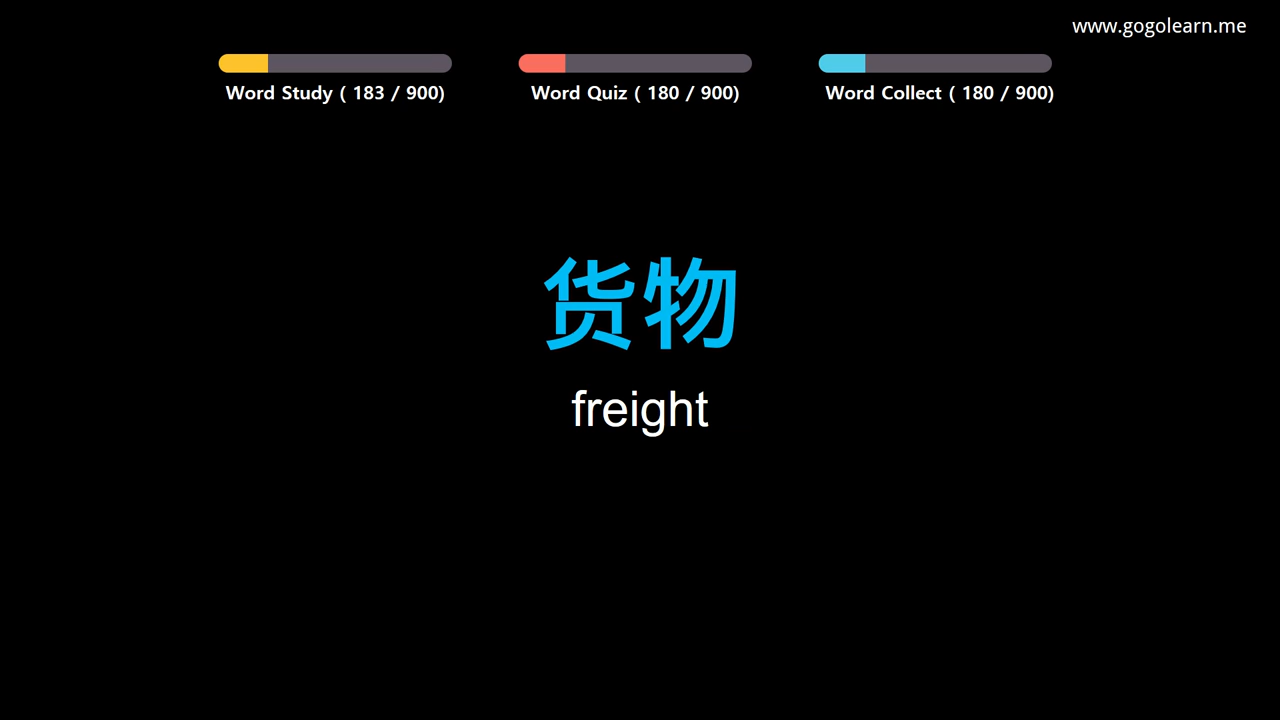 www.gogolearn.me
Word Study ( 183 / 900)
Word Quiz ( 180 / 900)
Word Collect ( 180 / 900)
货物
freight